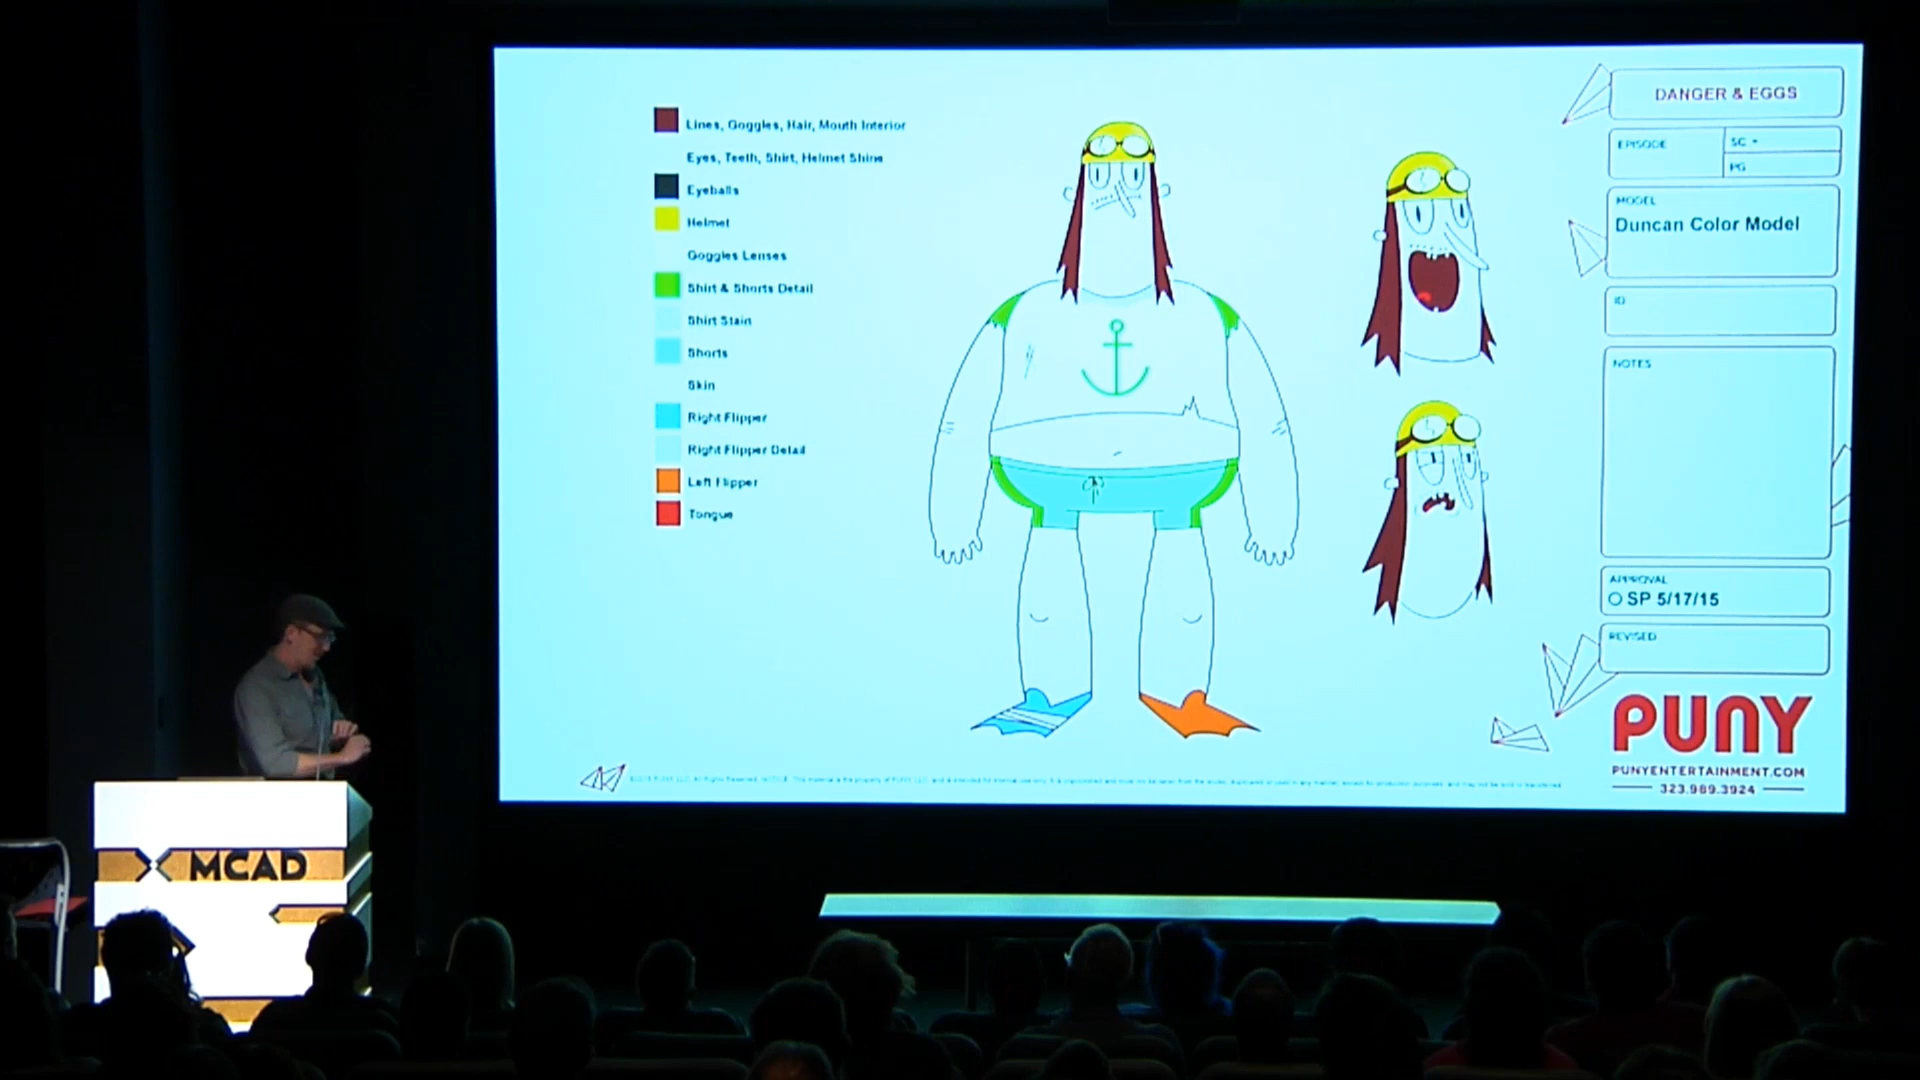 Lines, Goggles, Hair, Mouth Interior
Eyes, Teeth, Shirt, Helmet Shine
Eyeballs
Helmet
Goggles Lenses
Shirt & Shorts Detail
Shirt Stain
Shorts
Skin
Right Flipper
Right Flipper Detail
Left Flipper
Tongue
DANGER & EGGS
EPISODE
SC -
PG
MODEL
Duncan Color Model
ID
NOTES
APPROVAL
SP 5/17/15
REVISED
PUNY
PUNYENTERTAINMENT.COM
323.989.3924
MCAD